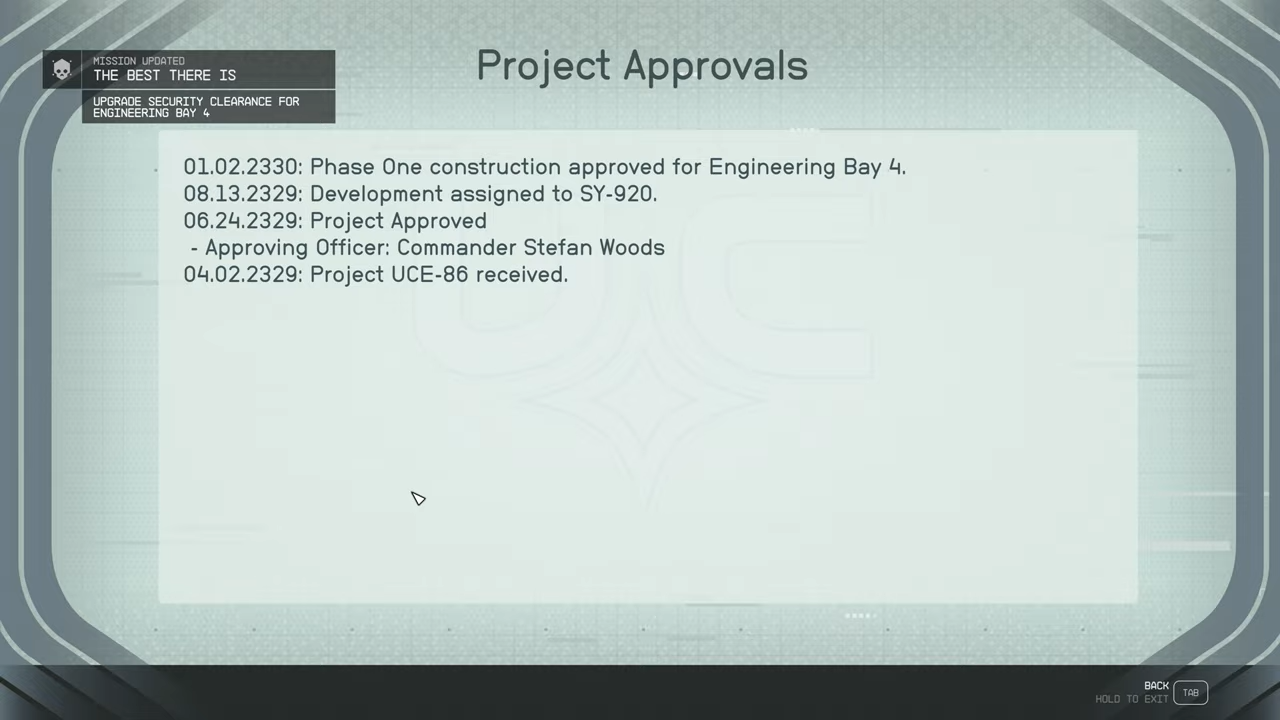 MISSION UPDATED
THE BEST THERE IS
UPGRADE SECURITY CLEARANCE FOR
ENGINEERING BAY 4
Project Approvals
01.02.2330: Phase One construction approved for Engineering Bay 4.
08.13.2329: Development assigned to SY-920.
06.24.2329: Project Approved
- Approving Officer: Commander Stefan Woods
04.02.2329: Project UCE-86 received.
UC
BACK
HOLD TO EXIT
TAB